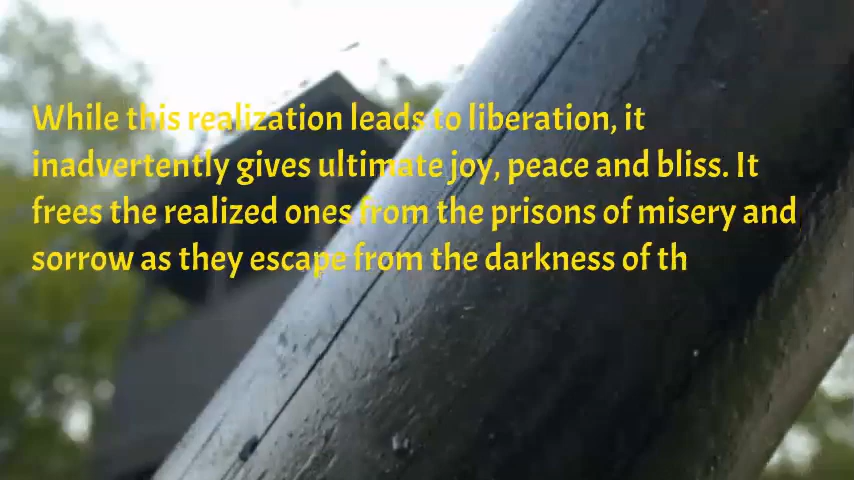 While this realization leads to liberation, it
inadvertently gives ultimate joy, peace and bliss. It
frees the realized ones from the prisons of misery and
sorrow as they escape from the darkness of th